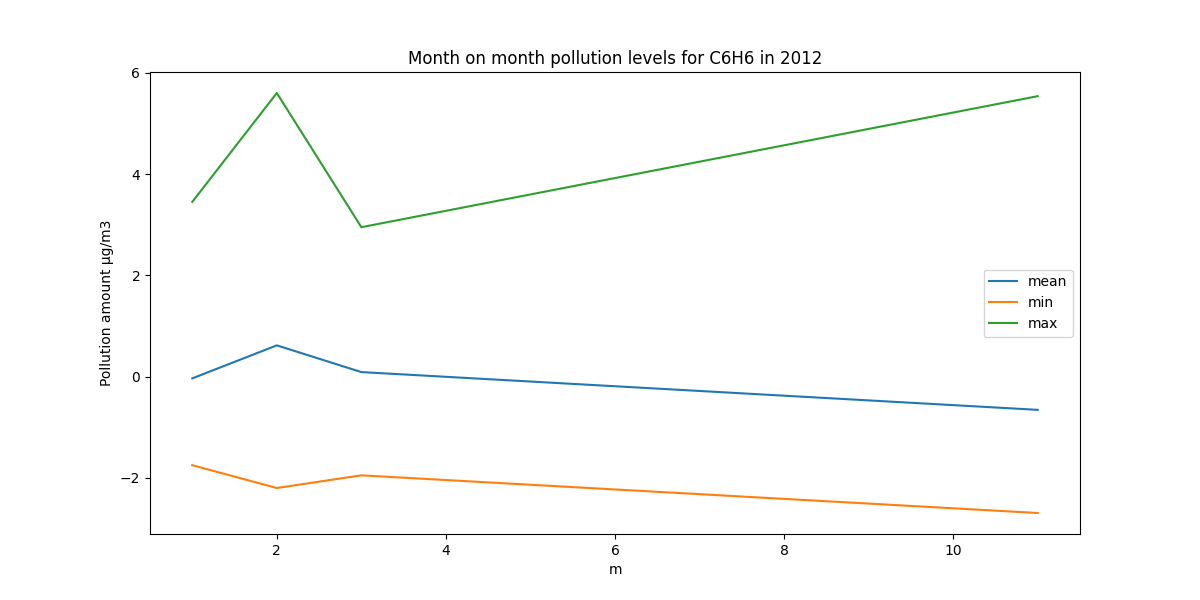 Month on month pollution levels for C6H6 in 2012
6
4
2
0
−2
Pollution amount µg/m3
mean
min
max
2 4 6 8 10
m